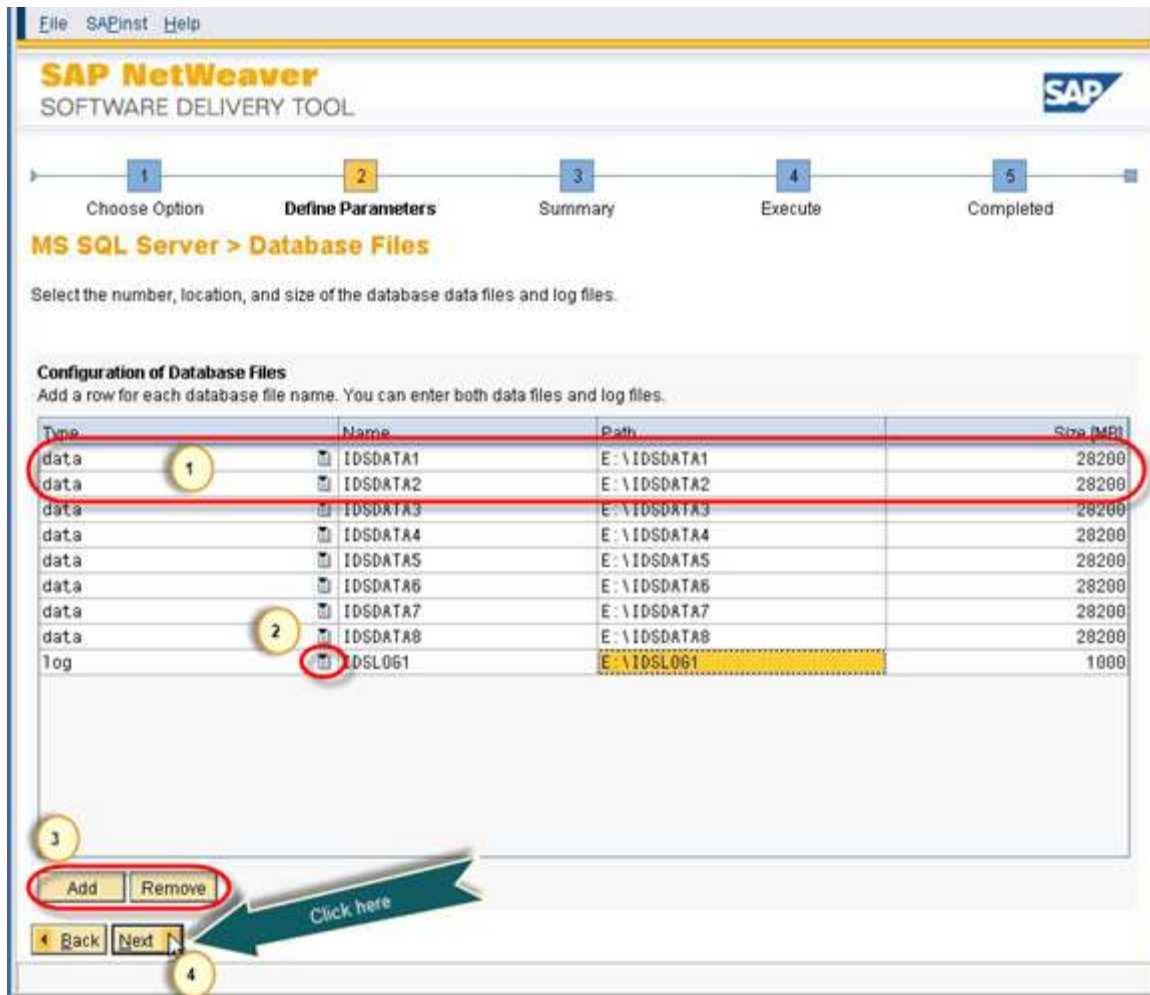 File SAPinst Help
SAP NetWeaver
SOFTWARE DELIVERY TOOL
SAP
1 2 3 4 5
Choose Option Define Parameters Summary Execute Completed
MS SQL Server > Database Files
Select the number, location, and size of the database data files and log files.
Configuration of Database Files
Add a row for each database file name. You can enter both data files and log files.
Type Name Path Size [MB]
data IDSDATA1 E:\IDSDATA1 28200
1
data IDSDATA2 E:\IDSDATA2 28200
data IDSDATA3 E:\IDSDATA3 28200
data IDSDATA4 E:\IDSDATA4 28200
data IDSDATA5 E:\IDSDATA5 28200
data IDSDATA6 E:\IDSDATA6 28200
data IDSDATA7 E:\IDSDATA7 28200
2
data IDSDATA8 E:\IDSDATA8 28200
log IDSLOG1 E:\IDSLOG1 1000
3
Add Remove
Click here
Back Next
4